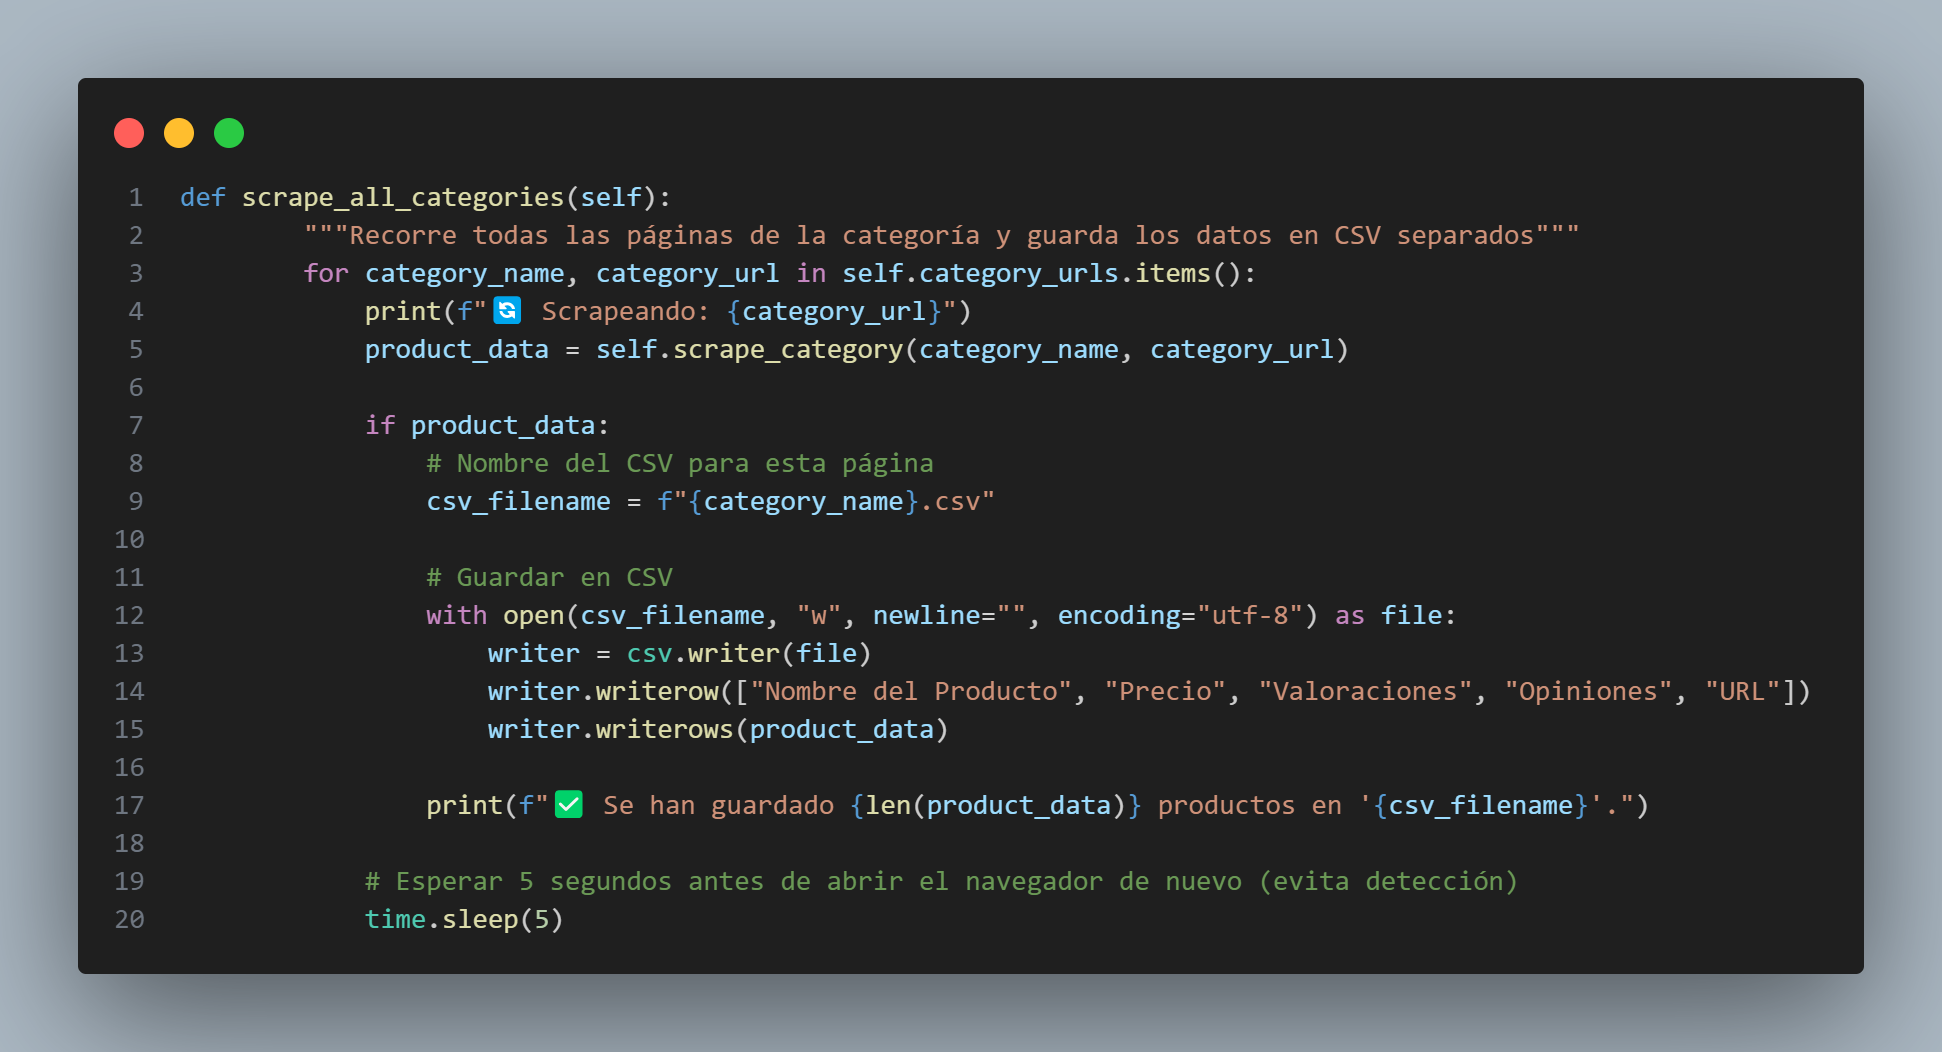 1 def scrape_all_categories(self):
2 """Recorre todas las páginas de la categoría y guarda los datos en CSV separados"""
3 for category_name, category_url in self.category_urls.items():
4 print(f"🔄 Scrapeando: {category_url}")
5 product_data = self.scrape_category(category_name, category_url)
6
7 if product_data:
8 # Nombre del CSV para esta página
9 csv_filename = f"{category_name}.csv"
10
11 # Guardar en CSV
12 with open(csv_filename, "w", newline="", encoding="utf-8") as file:
13 writer = csv.writer(file)
14 writer.writerow(["Nombre del Producto", "Precio", "Valoraciones", "Opiniones", "URL"])
15 writer.writerows(product_data)
16
17 print(f"✅ Se han guardado {len(product_data)} productos en '{csv_filename}'.")
18
19 # Esperar 5 segundos antes de abrir el navegador de nuevo (evita detección)
20 time.sleep(5)